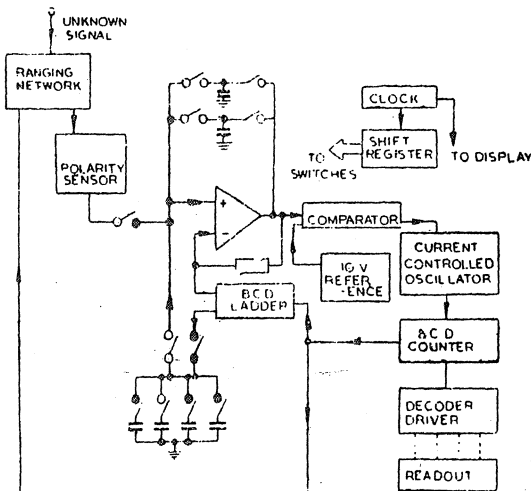 UNKNOWN
SIGNAL
RANGING
NETWORK
POLARITY
SENSOR
CLOCK
SHIFT
REGISTER
TO
SWITCHES
TO DISPLAY
+
−
COMPARATOR
10 V
REFER
-ENCE
CURRENT
CONTROLLED
OSCILLATOR
BCD
LADDER
BCD
COUNTER
DECODER
DRIVER
READOUT